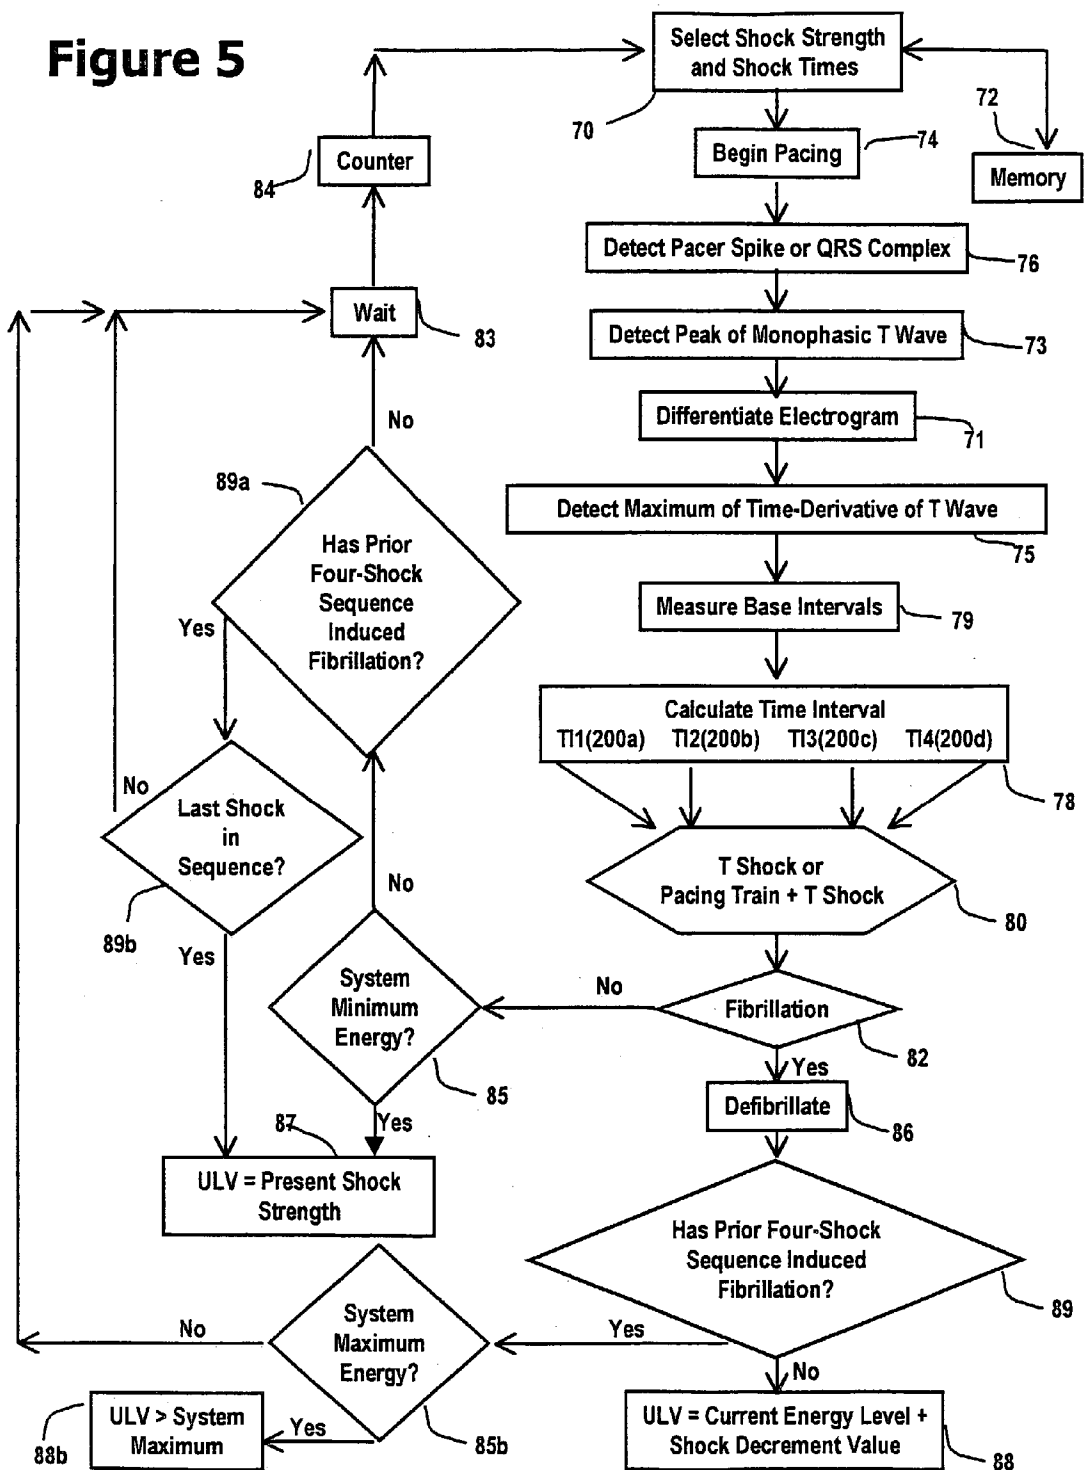 Figure 5
Select Shock Strength
and Shock Times
70
72
Memory
74
Begin Pacing
Counter
84
Detect Pacer Spike or QRS Complex
76
Wait
83
Detect Peak of Monophasic T Wave
73
No
Differentiate Electrogram
71
89a
Detect Maximum of Time-Derivative of T Wave
75
Has Prior
Four-Shock
Sequence
Induced
Fibrillation?
Yes
Measure Base Intervals
79
Calculate Time Interval
TI1(200a) TI2(200b) TI3(200c) TI4(200d)
78
No
Last Shock
in
Sequence?
89b
Yes
No
T Shock or
Pacing Train + T Shock
80
System
Minimum
Energy?
85
No
Fibrillation
82
Yes
Yes
Defibrillate
86
87
ULV = Present Shock
Strength
Has Prior Four-Shock
Sequence Induced
Fibrillation?
89
No
System
Maximum
Energy?
85b
Yes
No
88b
ULV > System
Maximum
Yes
ULV = Current Energy Level +
Shock Decrement Value
88